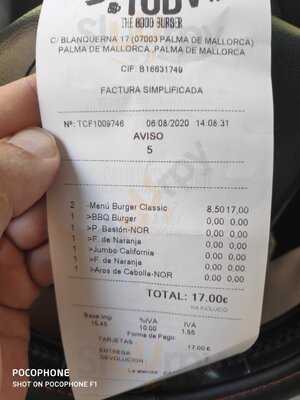 THE GOOD BURGER
C/ BLANQUERNA 17 (07003 PALMA DE MALLORCA)
PALMA DE MALLORCA ,PALMA DE MALLORCA
CIF: B16631749
FACTURA SIMPLIFICADA
Nº: TCF1009746 06/08/2020 14:08:31
AVISO
5
2 -Menú Burger Classic 8,50 17,00
1 >BBQ Burger 0,00 0,00
1 >P. Bastón-NOR 0,00 0,00
1 >F. de Naranja 0,00 0,00
1 >Jumbo California 0,00 0,00
1 >F. de Naranja 0,00 0,00
1 >Aros de Cebolla-NOR 0,00 0,00
TOTAL: 17.00€
IVA INCLUIDO
Base Imp. %IVA IVA
15.45 10.00 1.55
Forma de Pago:
TARJETAS 17.00€
ENTREGA
DEVOLUCION :
La atendió
POCOPHONE
SHOT ON POCOPHONE F1